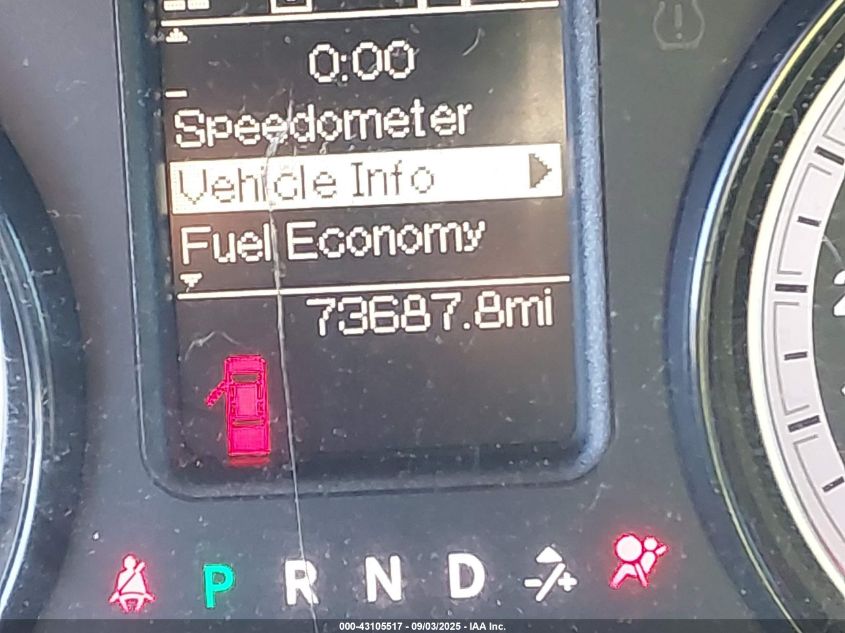 0:00
Speedometer
Vehicle Info
Fuel Economy
73687.8mi
P R N D -/+
000-43105517 - 09/03/2025 - IAA Inc.